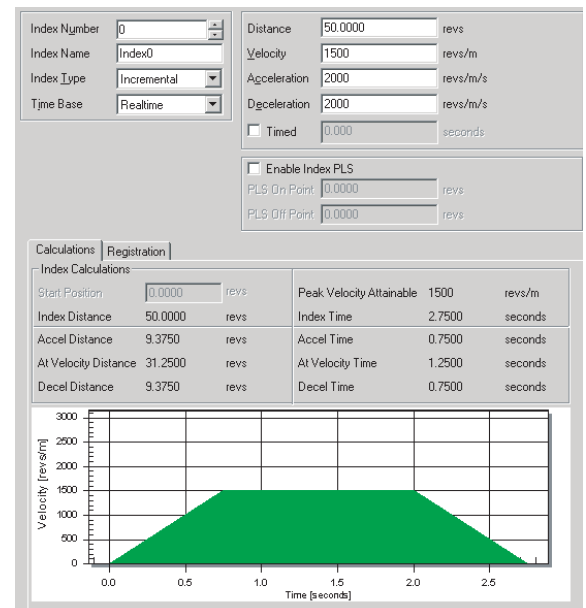 Index Number 0
Index Name Index0
Index Type Incremental
Time Base Realtime
Distance 50.0000 revs
Velocity 1500 revs/m
Acceleration 2000 revs/m/s
Deceleration 2000 revs/m/s
Timed 0.000 seconds
Enable Index PLS
PLS On Point 0.0000 revs
PLS Off Point 0.0000 revs
Calculations Registration
Index Calculations
Start Position 0.0000 revs Peak Velocity Attainable 1500 revs/m
Index Distance 50.0000 revs Index Time 2.7500 seconds
Accel Distance 9.3750 revs Accel Time 0.7500 seconds
At Velocity Distance 31.2500 revs At Velocity Time 1.2500 seconds
Decel Distance 9.3750 revs Decel Time 0.7500 seconds
Velocity [revs/m]
3000
2500
2000
1500
1000
500
0
0.0 0.5 1.0 1.5 2.0 2.5
Time [seconds]